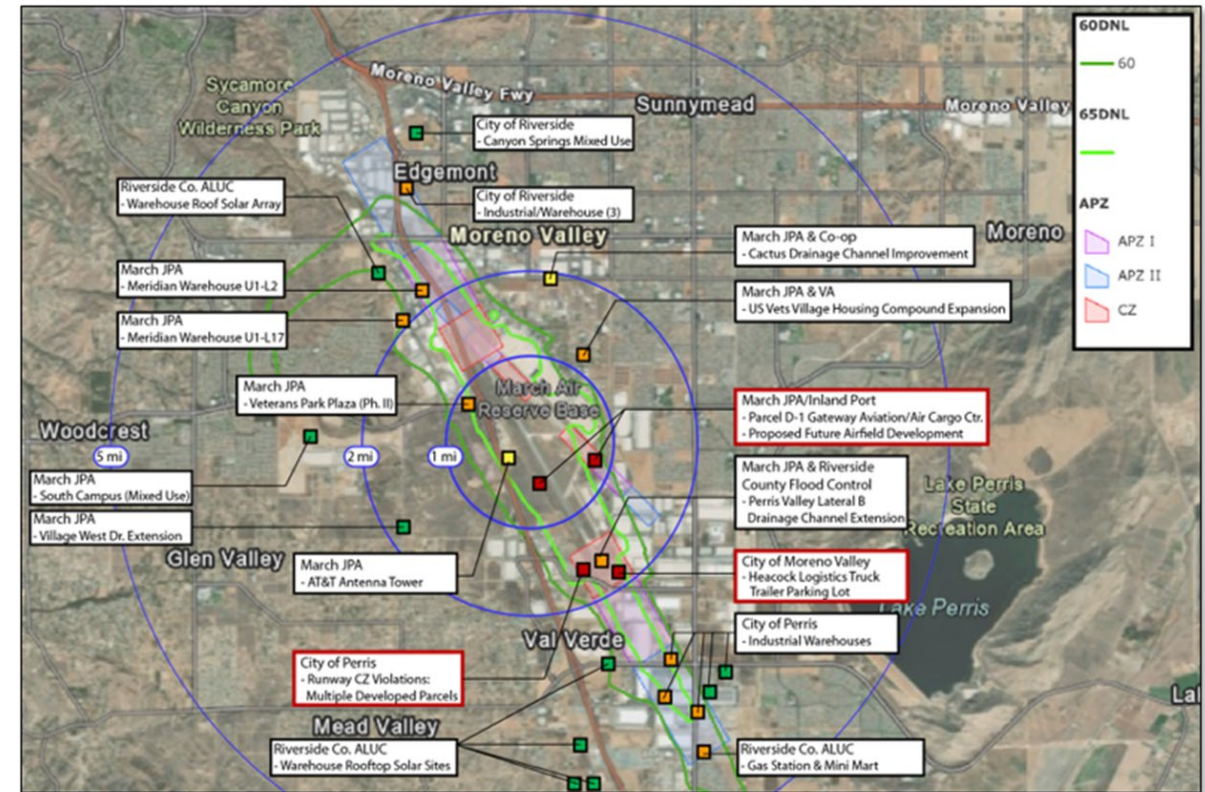 60DNL
60
65DNL
APZ
APZ I
APZ II
CZ
Moreno Valley Fwy
Sunnymead
Moreno Valley
Sycamore
Canyon
Wilderness Park
City of Riverside
- Canyon Springs Mixed Use
Edgemont
Riverside Co. ALUC
- Warehouse Roof Solar Array
City of Riverside
- Industrial/Warehouse (3)
Moreno Valley
Moreno
March JPA & Co-op
- Cactus Drainage Channel Improvement
March JPA
- Meridian Warehouse U1-L2
March JPA & VA
- US Vets Village Housing Compound Expansion
March JPA
- Meridian Warehouse U1-L17
March JPA
- Veterans Park Plaza (Ph. II)
March Air
Reserve Base
March JPA/Inland Port
- Parcel D-1 Gateway Aviation/Air Cargo Ctr.
- Proposed Future Airfield Development
Woodcrest
5 mi
2 mi
1 mi
March JPA
- South Campus (Mixed Use)
March JPA & Riverside
County Flood Control
- Perris Valley Lateral B
Drainage Channel Extension
Lake Perris
State
Recreation Area
March JPA
- Village West Dr. Extension
Glen Valley
March JPA
- AT&T Antenna Tower
City of Moreno Valley
- Heacock Logistics Truck
Trailer Parking Lot
Lake Perris
City of Perris
- Industrial Warehouses
Val Verde
City of Perris
- Runway CZ Violations:
Multiple Developed Parcels
Mead Valley
Riverside Co. ALUC
- Warehouse Rooftop Solar Sites
Riverside Co. ALUC
- Gas Station & Mini Mart